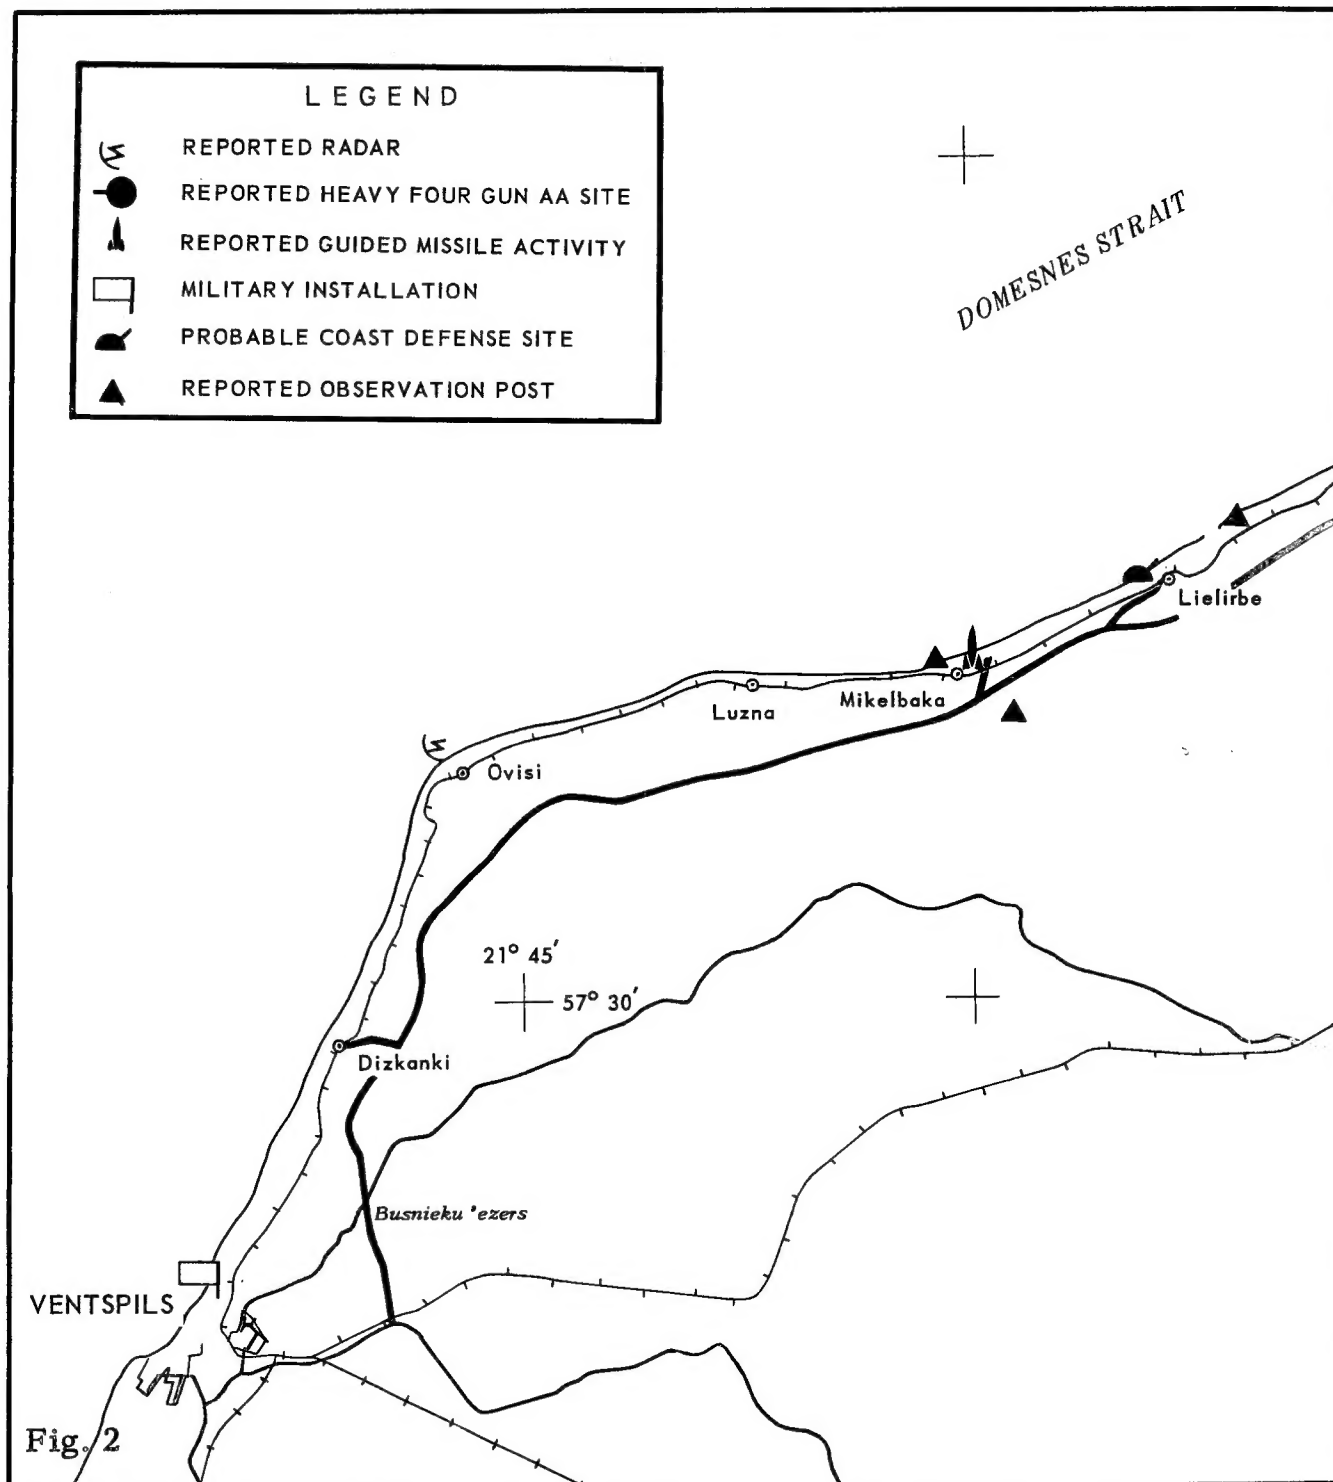 LEGEND
REPORTED RADAR
REPORTED HEAVY FOUR GUN AA SITE
REPORTED GUIDED MISSILE ACTIVITY
MILITARY INSTALLATION
PROBABLE COAST DEFENSE SITE
REPORTED OBSERVATION POST
DOMESNES STRAIT
Lielirbe
Mikelbaka
Luzna
Ovisi
21° 45′
57° 30′
Dizkanki
Busnieku 'ezers
VENTSPILS
Fig. 2